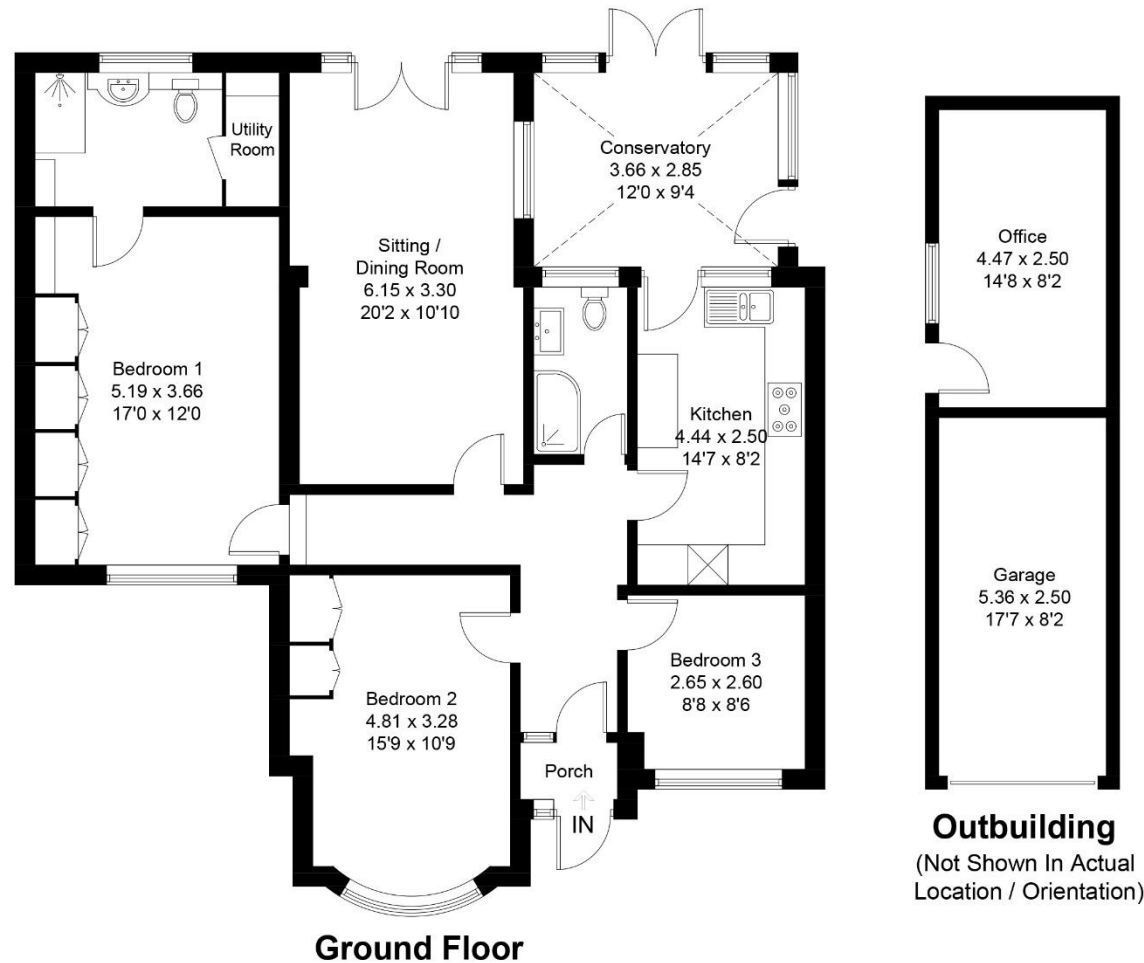 Utility
Room
Conservatory
3.66 x 2.85
12'0 x 9'4
Sitting /
Dining Room
6.15 x 3.30
20'2 x 10'10
Office
4.47 x 2.50
14'8 x 8'2
Bedroom 1
5.19 x 3.66
17'0 x 12'0
Kitchen
4.44 x 2.50
14'7 x 8'2
Garage
5.36 x 2.50
17'7 x 8'2
Bedroom 2
4.81 x 3.28
15'9 x 10'9
Bedroom 3
2.65 x 2.60
8'8 x 8'6
Porch
IN
Ground Floor
Outbuilding
(Not Shown In Actual
Location / Orientation)